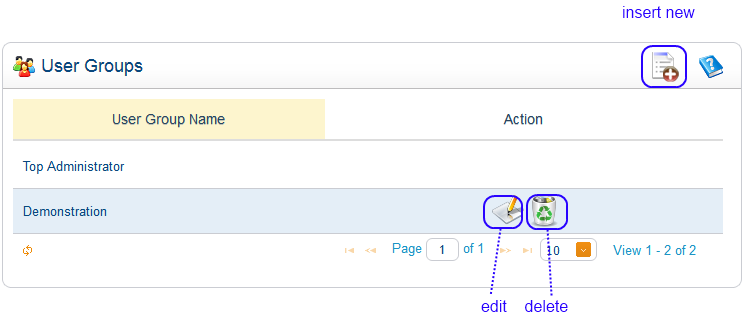 insert new
User Groups
User Group Name Action
Top Administrator
Demonstration
Page 1 of 1 10 View 1 - 2 of 2
edit delete